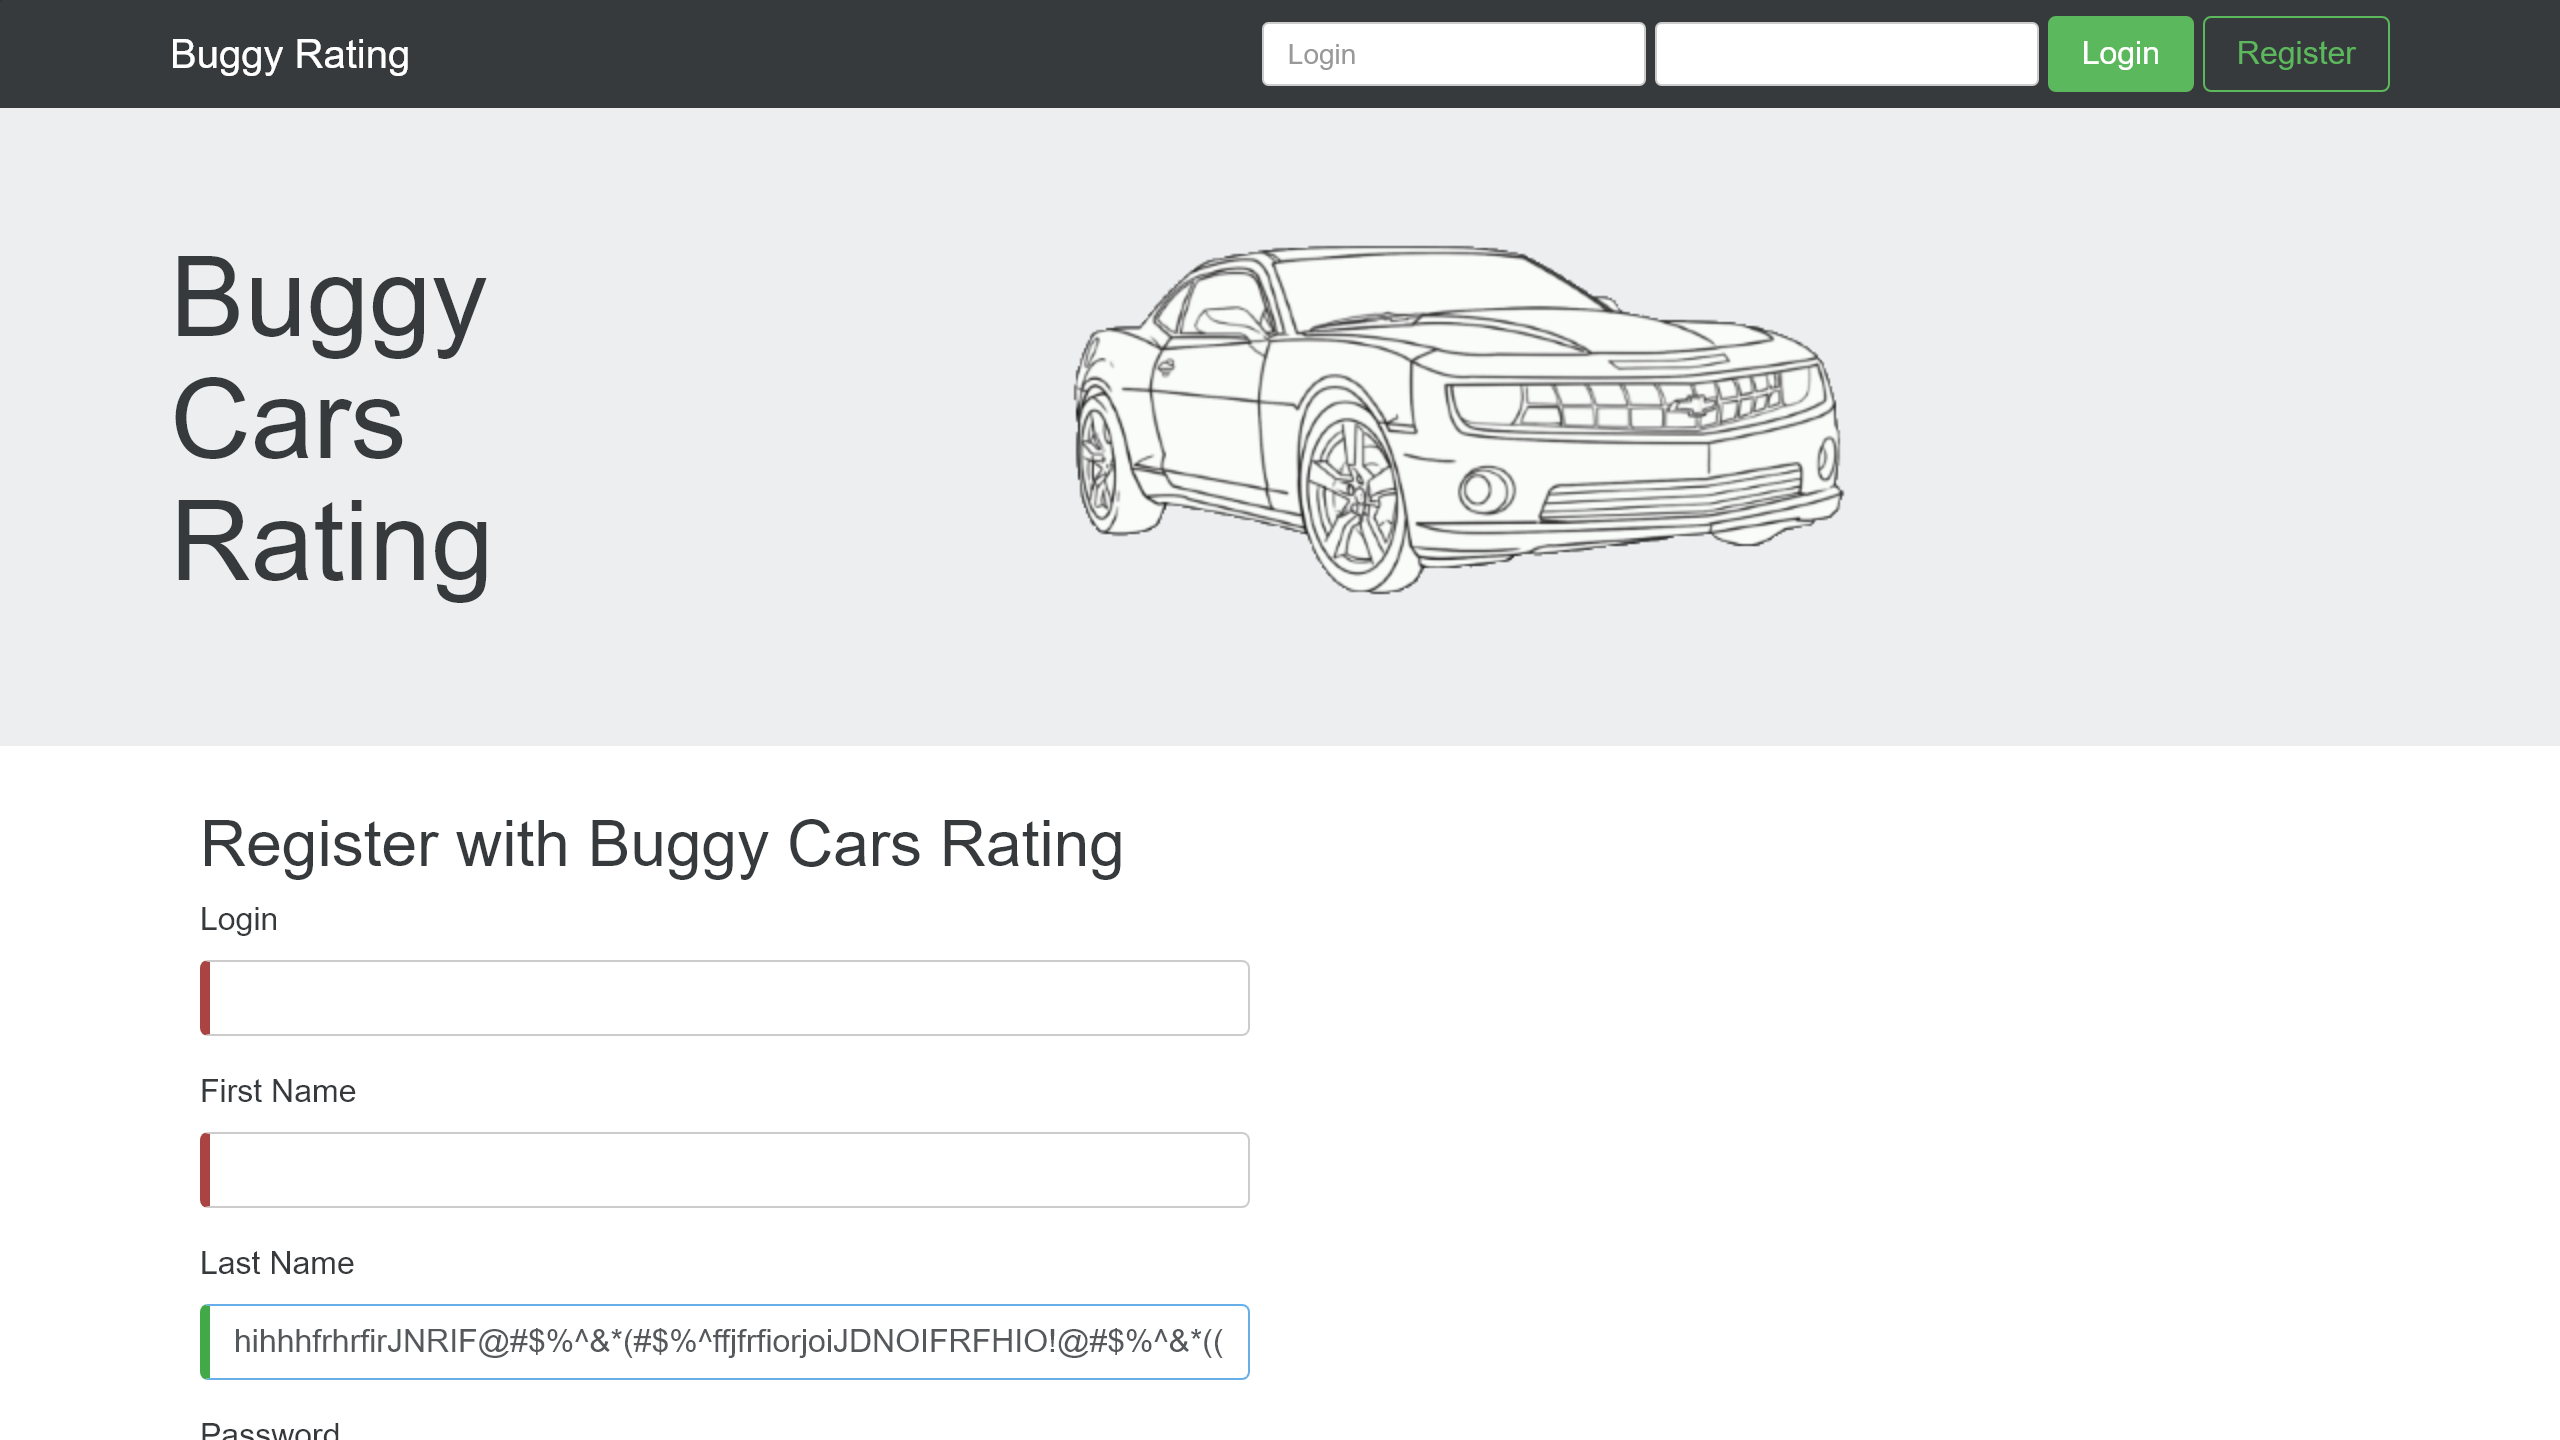 Buggy Rating
Login
Login
Register
Buggy
Cars
Rating
Register with Buggy Cars Rating
Login
First Name
Last Name
hihhhfrhrfirJNRIF@#$%^&*(#$%^ffjfrfiorjoiJDNOIFRFHIO!@#$%^&*((
Password